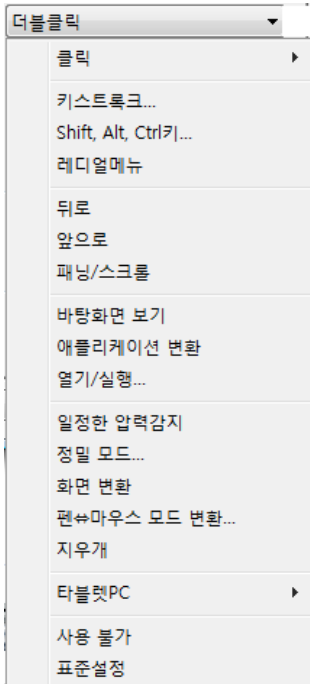 더블클릭
클릭
키스트록크...
Shift, Alt, Ctrl키...
레디얼메뉴
뒤로
앞으로
패닝/스크롤
바탕화면 보기
애플리케이션 변환
열기/실행...
일정한 압력감지
정밀 모드...
화면 변환
펜⇔마우스 모드 변환...
지우개
타블렛PC
사용 불가
표준설정